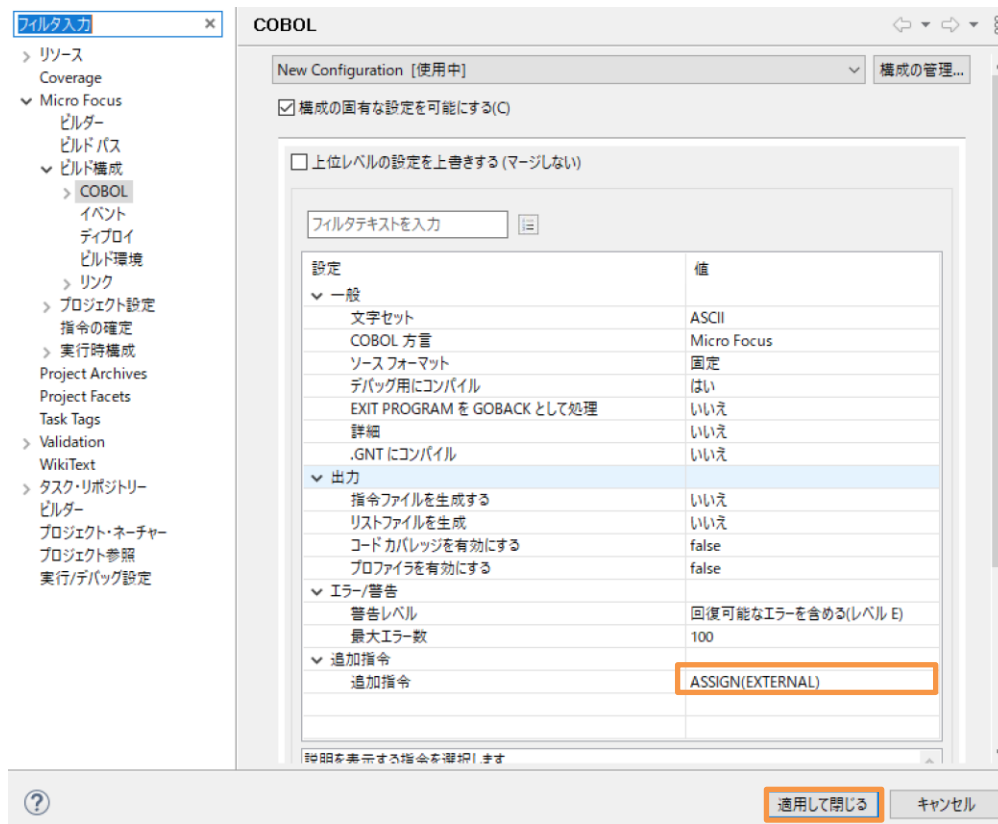 フィルタ入力
リソース
Coverage
Micro Focus
ビルダー
ビルド パス
ビルド構成
COBOL
イベント
ディプロイ
ビルド環境
リンク
プロジェクト設定
指令の確定
実行時構成
Project Archives
Project Facets
Task Tags
Validation
WikiText
タスク・リポジトリー
ビルダー
プロジェクト・ネーチャー
プロジェクト参照
実行/デバッグ設定
COBOL
New Configuration [使用中]
構成の管理...
構成の固有な設定を可能にする(C)
上位レベルの設定を上書きする (マージしない)
フィルタテキストを入力
設定 値
一般
文字セット ASCII
COBOL 方言 Micro Focus
ソース フォーマット 固定
デバッグ用にコンパイル はい
EXIT PROGRAM を GOBACK として処理 いいえ
詳細 いいえ
.GNT にコンパイル いいえ
出力
指令ファイルを生成する いいえ
リストファイルを生成 いいえ
コード カバレッジを有効にする false
プロファイラを有効にする false
エラー/警告
警告レベル 回復可能なエラーを含める(レベル E)
最大エラー数 100
追加指令
追加指令 ASSIGN(EXTERNAL)
説明を表示する指令を選択します
?
適用して閉じる キャンセル